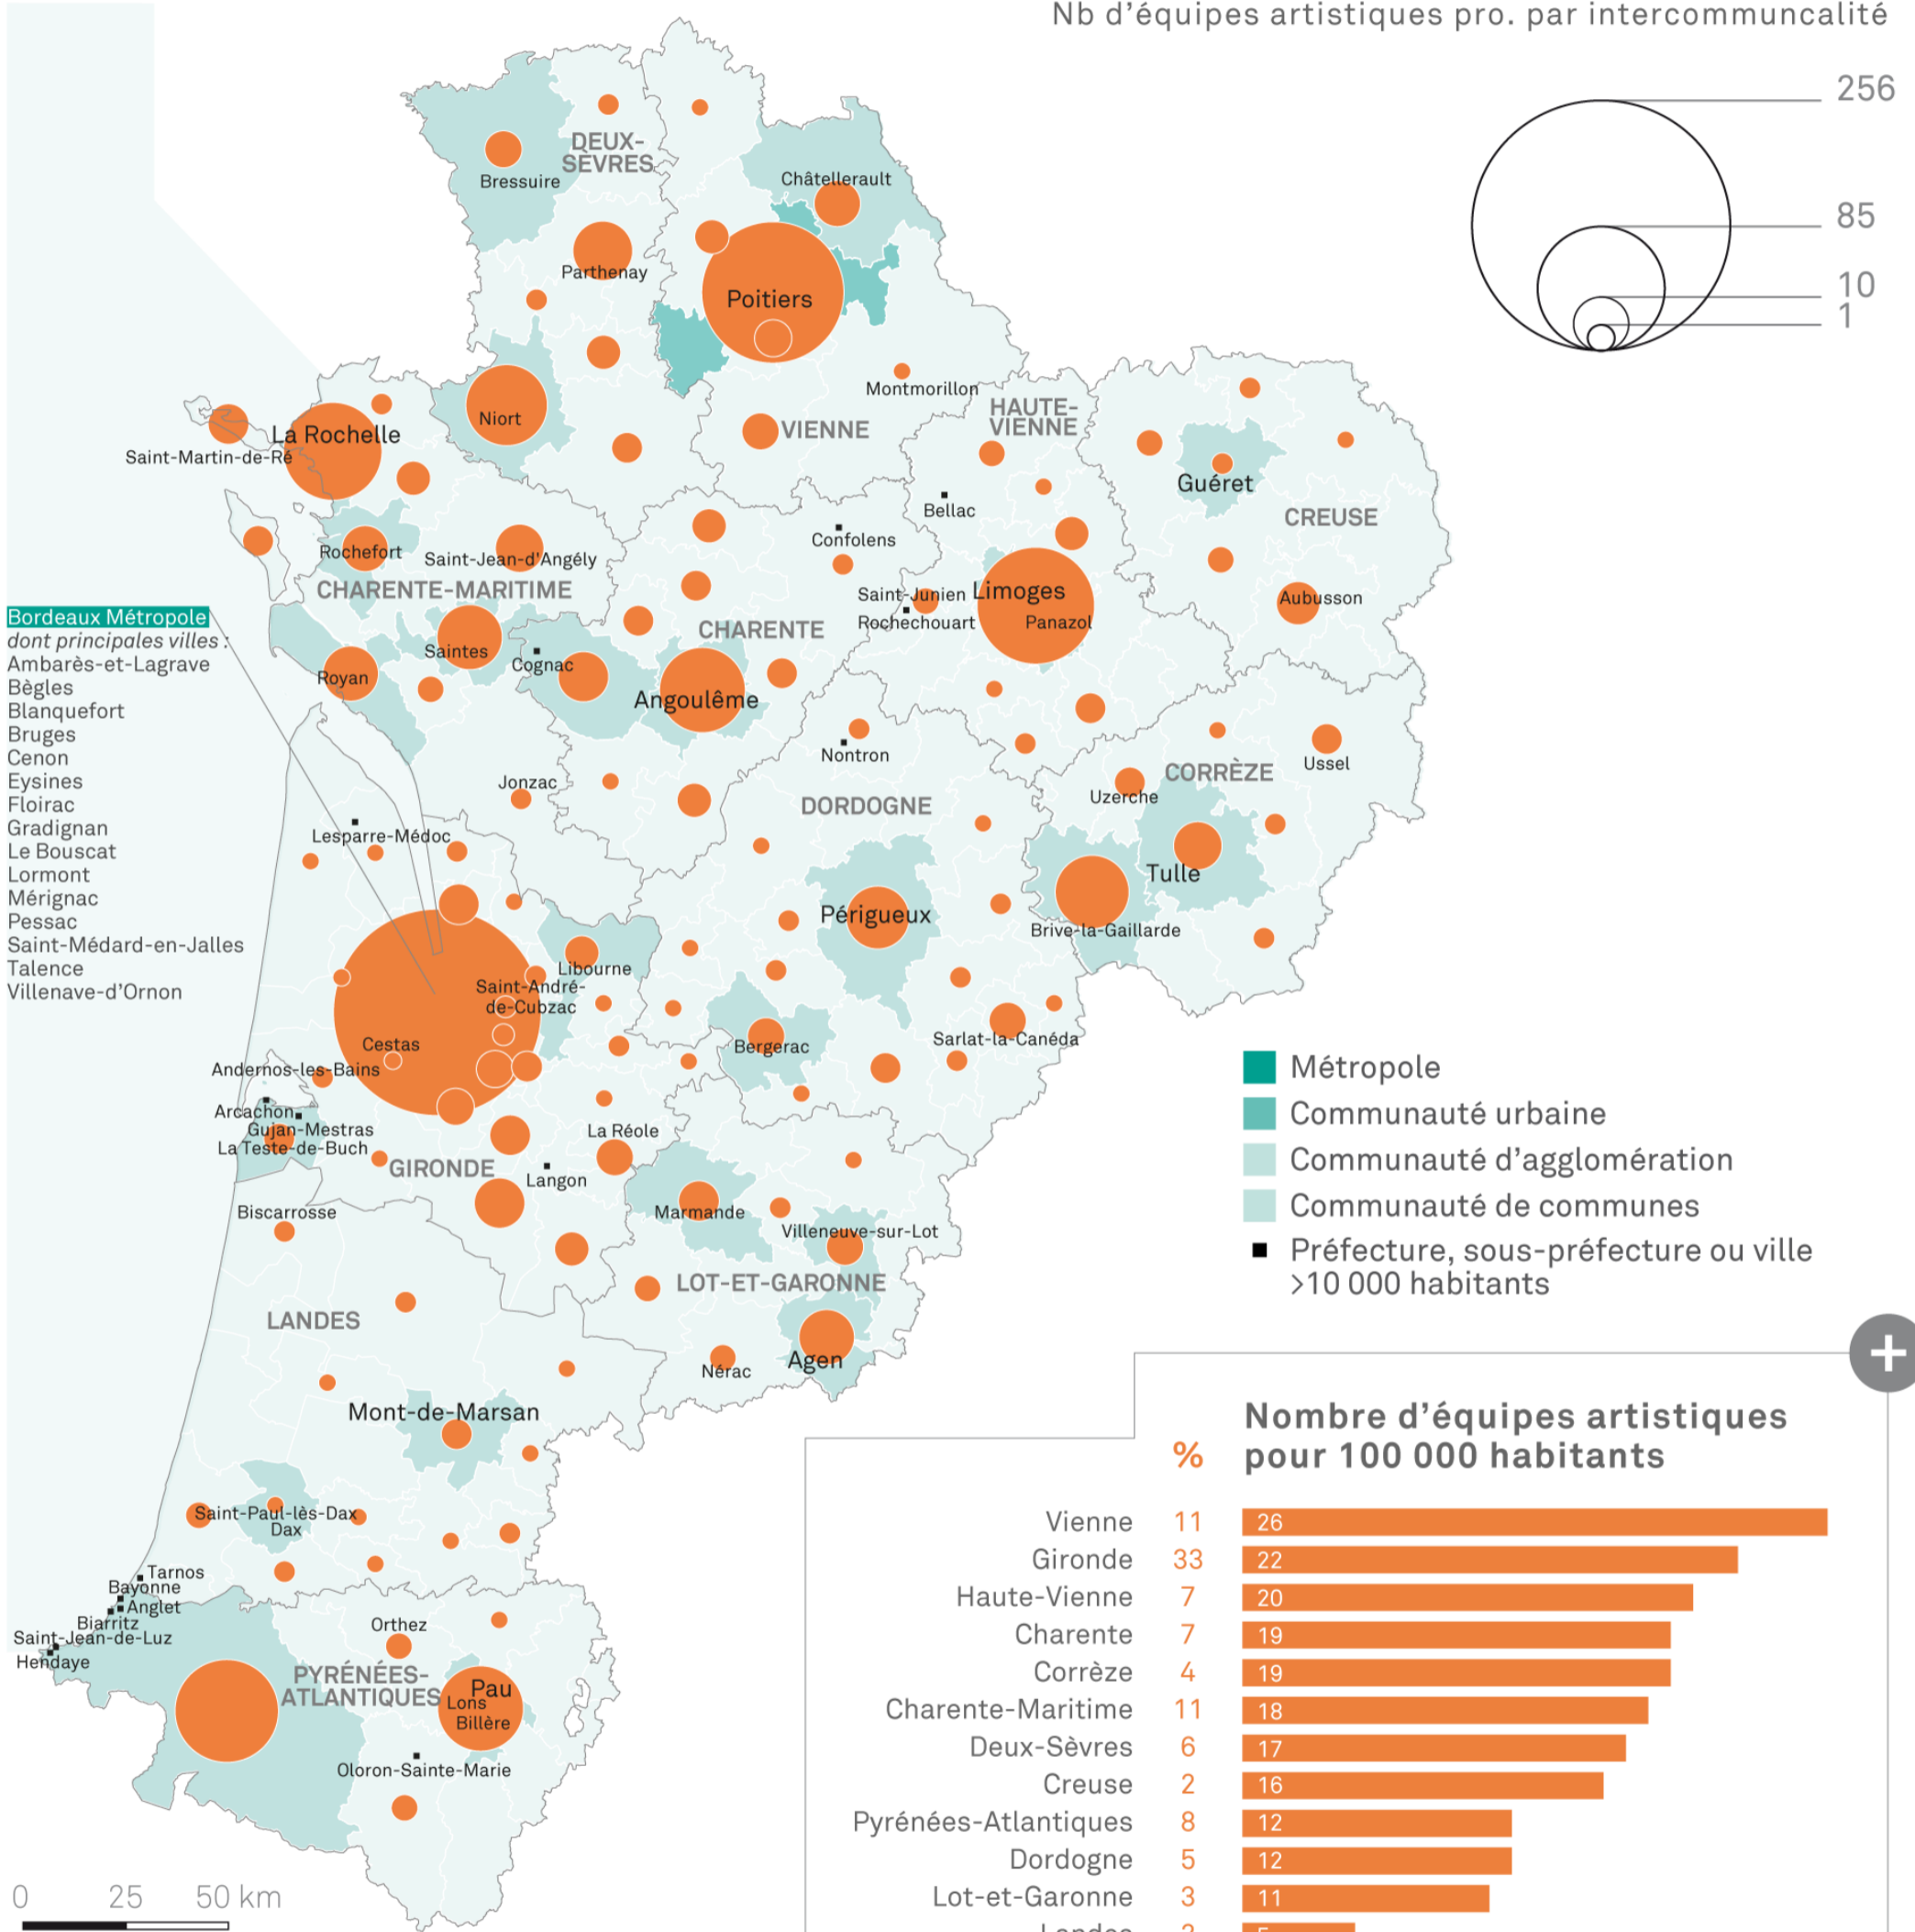 Nb d’équipes artistiques pro. par intercommuncalité
256
85
10
1
DEUX-
SÈVRES
Bressuire
Châtellerault
Parthenay
Poitiers
Montmorillon
Niort
VIENNE
HAUTE-
VIENNE
La Rochelle
Saint-Martin-de-Ré
Guéret
Bellac
CREUSE
Confolens
Rochefort
Saint-Jean-d'Angély
CHARENTE-MARITIME
Saint-Junien
Limoges
Aubusson
Rochechouart
Panazol
CHARENTE
Saintes
Cognac
Royan
Angoulême
Bordeaux Métropole
dont principales villes :
Ambarès-et-Lagrave
Bègles
Blanquefort
Bruges
Cenon
Eysines
Floirac
Gradignan
Le Bouscat
Lormont
Mérignac
Pessac
Saint-Médard-en-Jalles
Talence
Villenave-d’Ornon
Nontron
Jonzac
CORRÈZE
Ussel
Uzerche
DORDOGNE
Lesparre-Médoc
Tulle
Périgueux
Brive-la-Gaillarde
Libourne
Saint-André-
de-Cubzac
Cestas
Bergerac
Sarlat-la-Canéda
Andernos-les-Bains
Arcachon
Gujan-Mestras
La Teste-de-Buch
La Réole
GIRONDE
Langon
Biscarrosse
Marmande
Villeneuve-sur-Lot
LOT-ET-GARONNE
LANDES
Nérac
Agen
Mont-de-Marsan
Saint-Paul-lès-Dax
Dax
Tarnos
Bayonne
Anglet
Biarritz
Saint-Jean-de-Luz
Hendaye
Orthez
PYRÉNÉES-
ATLANTIQUES
Pau
Lons
Billère
Oloron-Sainte-Marie
0 25 50 km
Métropole
Communauté urbaine
Communauté d’agglomération
Communauté de communes
Préfecture, sous-préfecture ou ville
>10 000 habitants
+
Nombre d’équipes artistiques
% pour 100 000 habitants
Vienne 11 26
Gironde 33 22
Haute-Vienne 7 20
Charente 7 19
Corrèze 4 19
Charente-Maritime 11 18
Deux-Sèvres 6 17
Creuse 2 16
Pyrénées-Atlantiques 8 12
Dordogne 5 12
Lot-et-Garonne 3 11
Landes